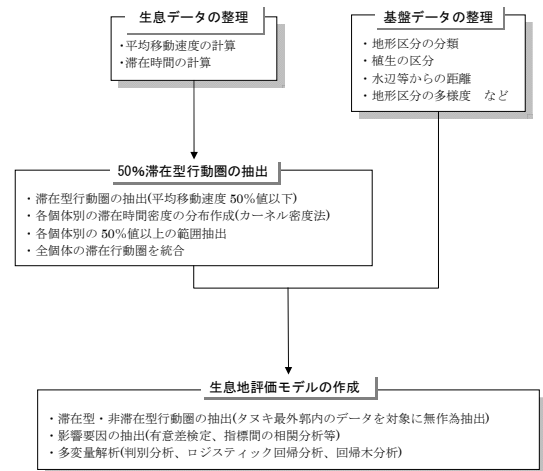 生息データの整理
・平均移動速度の計算
・滞在時間の計算
基盤データの整理
・地形区分の分類
・植生の区分
・水辺等からの距離
・地形区分の多様度　など
50%滞在型行動圏の抽出
・滞在型行動圏の抽出(平均移動速度 50%値以下)
・各個体別の滞在時間密度の分布作成(カーネル密度法)
・各個体別の 50%値以上の範囲抽出
・全個体の滞在行動圏を統合
生息地評価モデルの作成
・滞在型・非滞在型行動圏の抽出(タヌキ最外郭内のデータを対象に無作為抽出)
・影響要因の抽出(有意差検定、指標間の相関分析等)
・多変量解析(判別分析、ロジスティック回帰分析、回帰木分析)